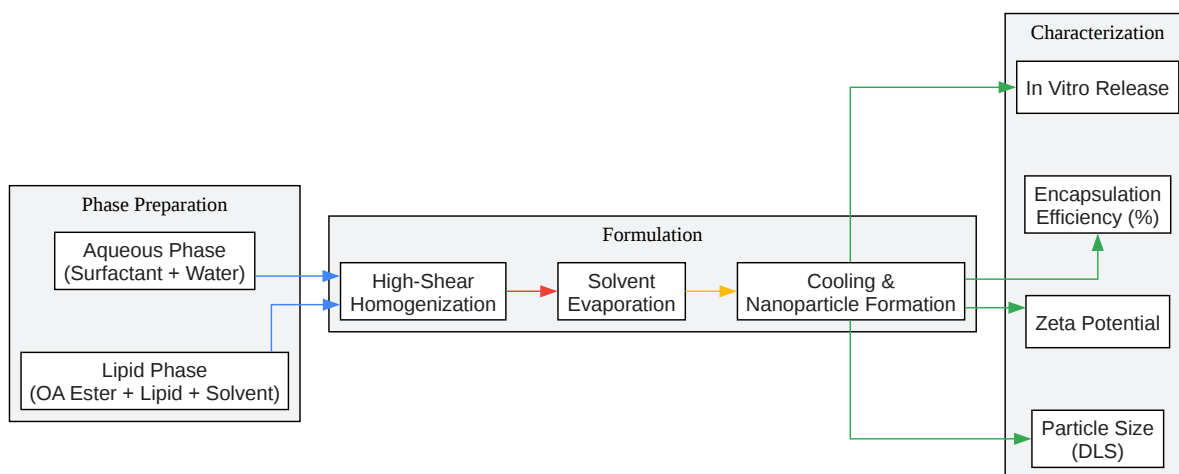 Phase Preparation
Aqueous Phase
(Surfactant + Water)
Lipid Phase
(OA Ester + Lipid + Solvent)
Formulation
High-Shear
Homogenization
Solvent
Evaporation
Cooling &
Nanoparticle Formation
Characterization
In Vitro Release
Encapsulation
Efficiency (%)
Zeta Potential
Particle Size
(DLS)